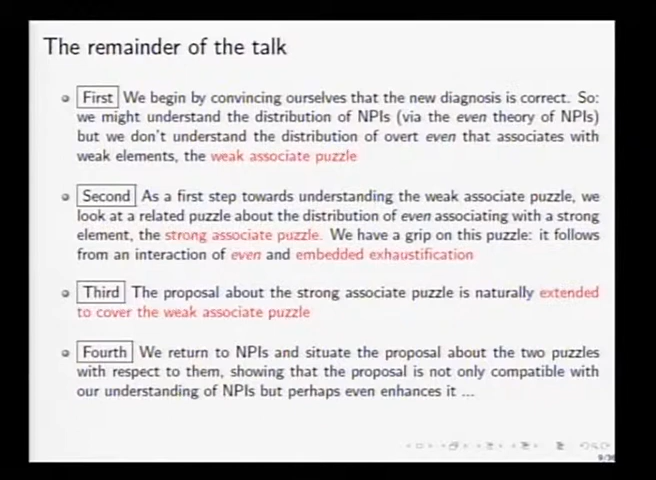 The remainder of the talk
First We begin by convincing ourselves that the new diagnosis is correct. So:
we might understand the distribution of NPIs (via the even theory of NPIs)
but we don't understand the distribution of overt even that associates with
weak elements, the weak associate puzzle
Second As a first step towards understanding the weak associate puzzle, we
look at a related puzzle about the distribution of even associating with a strong
element, the strong associate puzzle. We have a grip on this puzzle: it follows
from an interaction of even and embedded exhaustification
Third The proposal about the strong associate puzzle is naturally extended
to cover the weak associate puzzle
Fourth We return to NPIs and situate the proposal about the two puzzles
with respect to them, showing that the proposal is not only compatible with
our understanding of NPIs but perhaps even enhances it ...